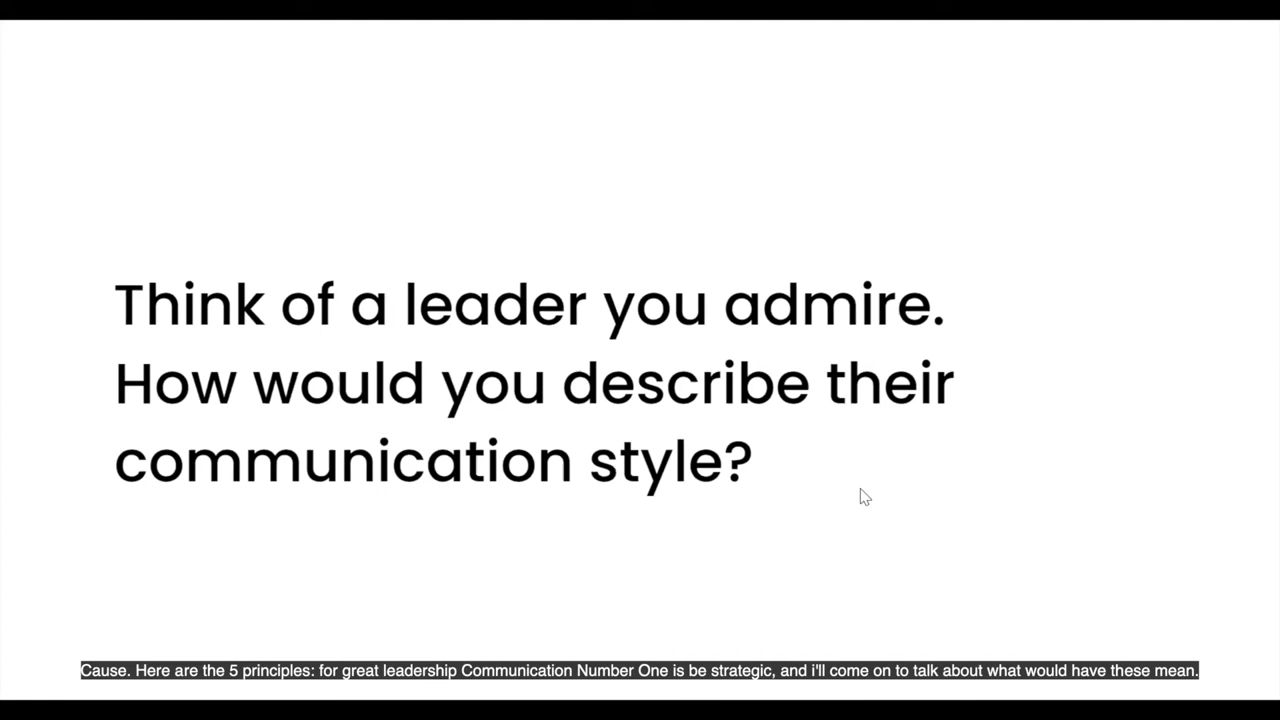 Think of a leader you admire.
How would you describe their
communication style?
Cause. Here are the 5 principles: for great leadership Communication Number One is be strategic, and i'll come on to talk about what would have these mean.